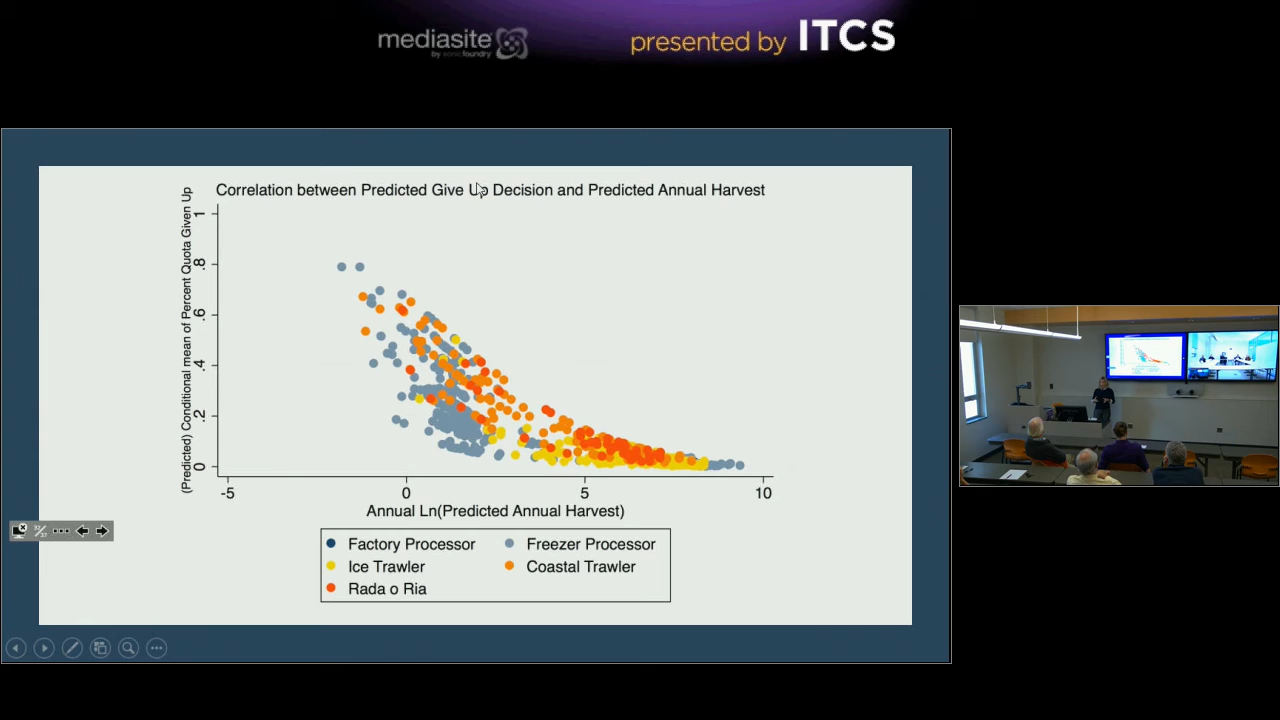 mediasite
by sonicfoundry
presented by ITCS
Correlation between Predicted Give Up Decision and Predicted Annual Harvest
(Predicted) Conditional mean of Percent Quota Given Up
1
.8
.6
.4
.2
0
-5 0 5 10
Annual Ln(Predicted Annual Harvest)
Factory Processor Freezer Processor
Ice Trawler Coastal Trawler
Rada o Ria